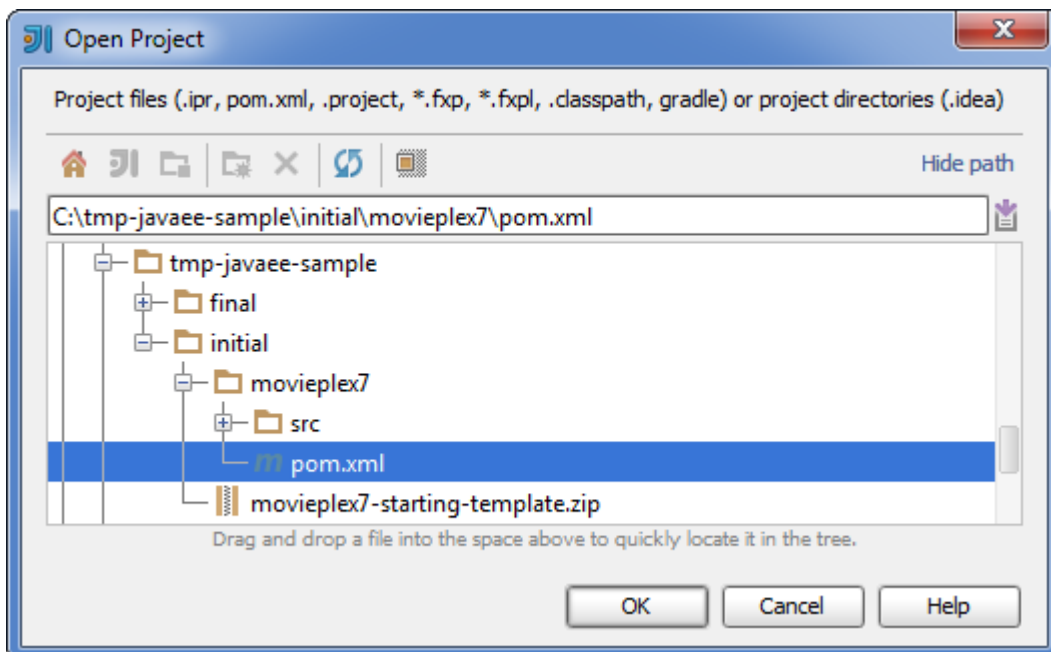 Open Project
Project files (.ipr, pom.xml, .project, *.fxp, *.fxpl, .classpath, gradle) or project directories (.idea)
Hide path
C:\tmp-javaee-sample\initial\movieplex7\pom.xml
tmp-javaee-sample
final
initial
movieplex7
src
m pom.xml
movieplex7-starting-template.zip
Drag and drop a file into the space above to quickly locate it in the tree.
OK Cancel Help